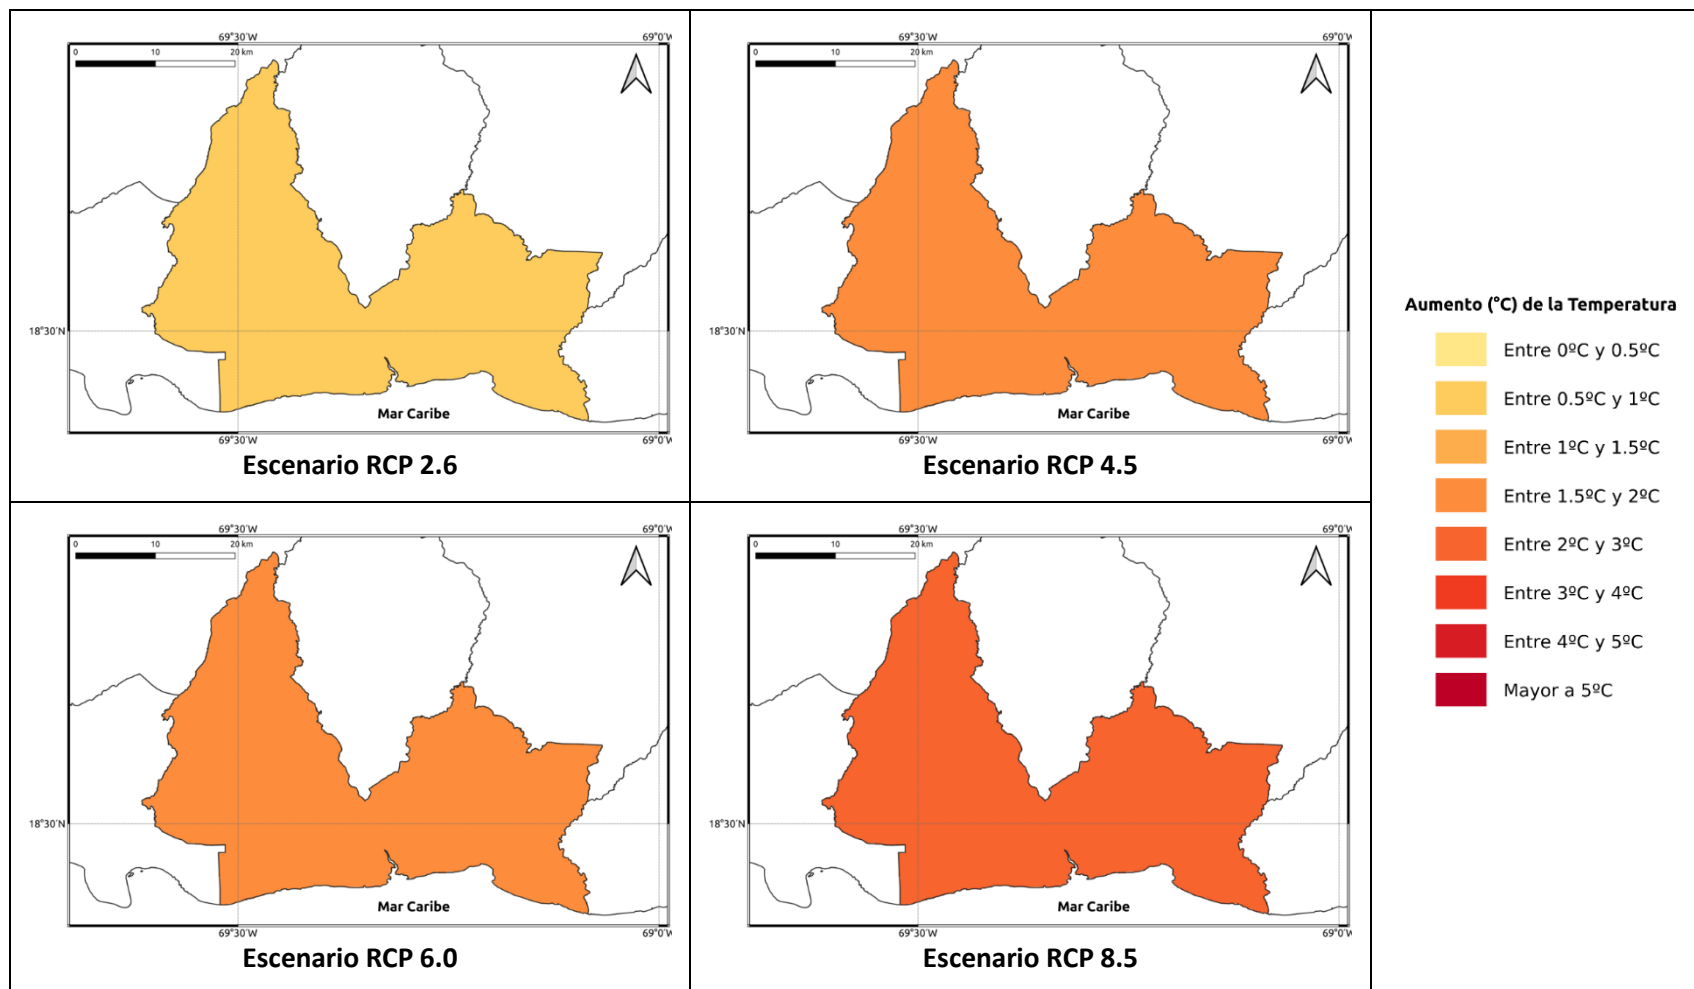 69°30'W
69°0'W
0
10
20 km
18°30'N
Mar Caribe
69°30'W
69°0'W
Escenario RCP 2.6
69°30'W
69°0'W
0
10
20 km
18°30'N
Mar Caribe
69°30'W
69°0'W
Escenario RCP 4.5
69°30'W
69°0'W
0
10
20 km
18°30'N
Mar Caribe
69°30'W
69°0'W
Escenario RCP 6.0
69°30'W
69°0'W
0
10
20 km
18°30'N
Mar Caribe
69°30'W
69°0'W
Escenario RCP 8.5
Aumento (°C) de la Temperatura
Entre 0ºC y 0.5ºC
Entre 0.5ºC y 1ºC
Entre 1ºC y 1.5ºC
Entre 1.5ºC y 2ºC
Entre 2ºC y 3ºC
Entre 3ºC y 4ºC
Entre 4ºC y 5ºC
Mayor a 5ºC